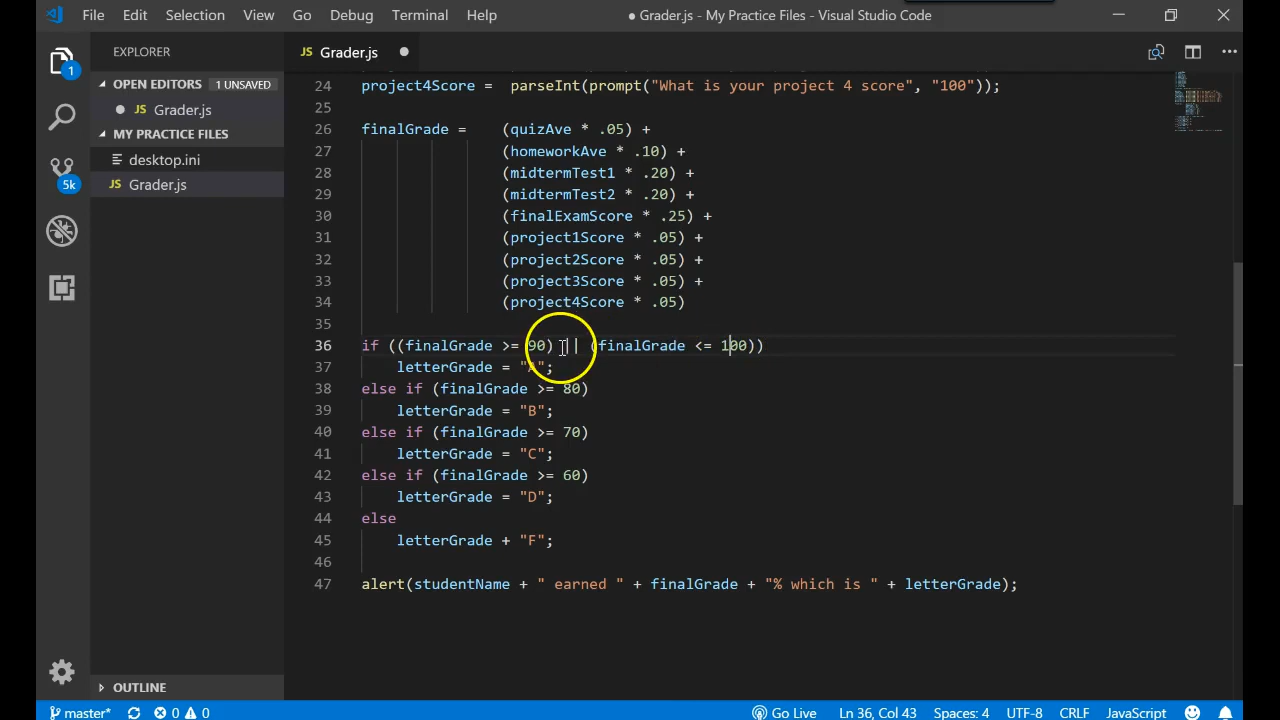 File Edit Selection View Go Debug Terminal Help ● Grader.js - My Practice Files - Visual Studio Code
EXPLORER
JS Grader.js
OPEN EDITORS 1 UNSAVED
JS Grader.js
MY PRACTICE FILES
desktop.ini
JS Grader.js
1
5k
24 project4Score = parseInt(prompt("What is your project 4 score", "100"));
25
26 finalGrade = (quizAve * .05) +
27 (homeworkAve * .10) +
28 (midtermTest1 * .20) +
29 (midtermTest2 * .20) +
30 (finalExamScore * .25) +
31 (project1Score * .05) +
32 (project2Score * .05) +
33 (project3Score * .05) +
34 (project4Score * .05)
35
36 if ((finalGrade >= 90) || (finalGrade <= 100))
37 letterGrade = "A";
38 else if (finalGrade >= 80)
39 letterGrade = "B";
40 else if (finalGrade >= 70)
41 letterGrade = "C";
42 else if (finalGrade >= 60)
43 letterGrade = "D";
44 else
45 letterGrade + "F";
46
47 alert(studentName + " earned " + finalGrade + "% which is " + letterGrade);
OUTLINE
master* 0 0 Go Live Ln 36, Col 43 Spaces: 4 UTF-8 CRLF JavaScript